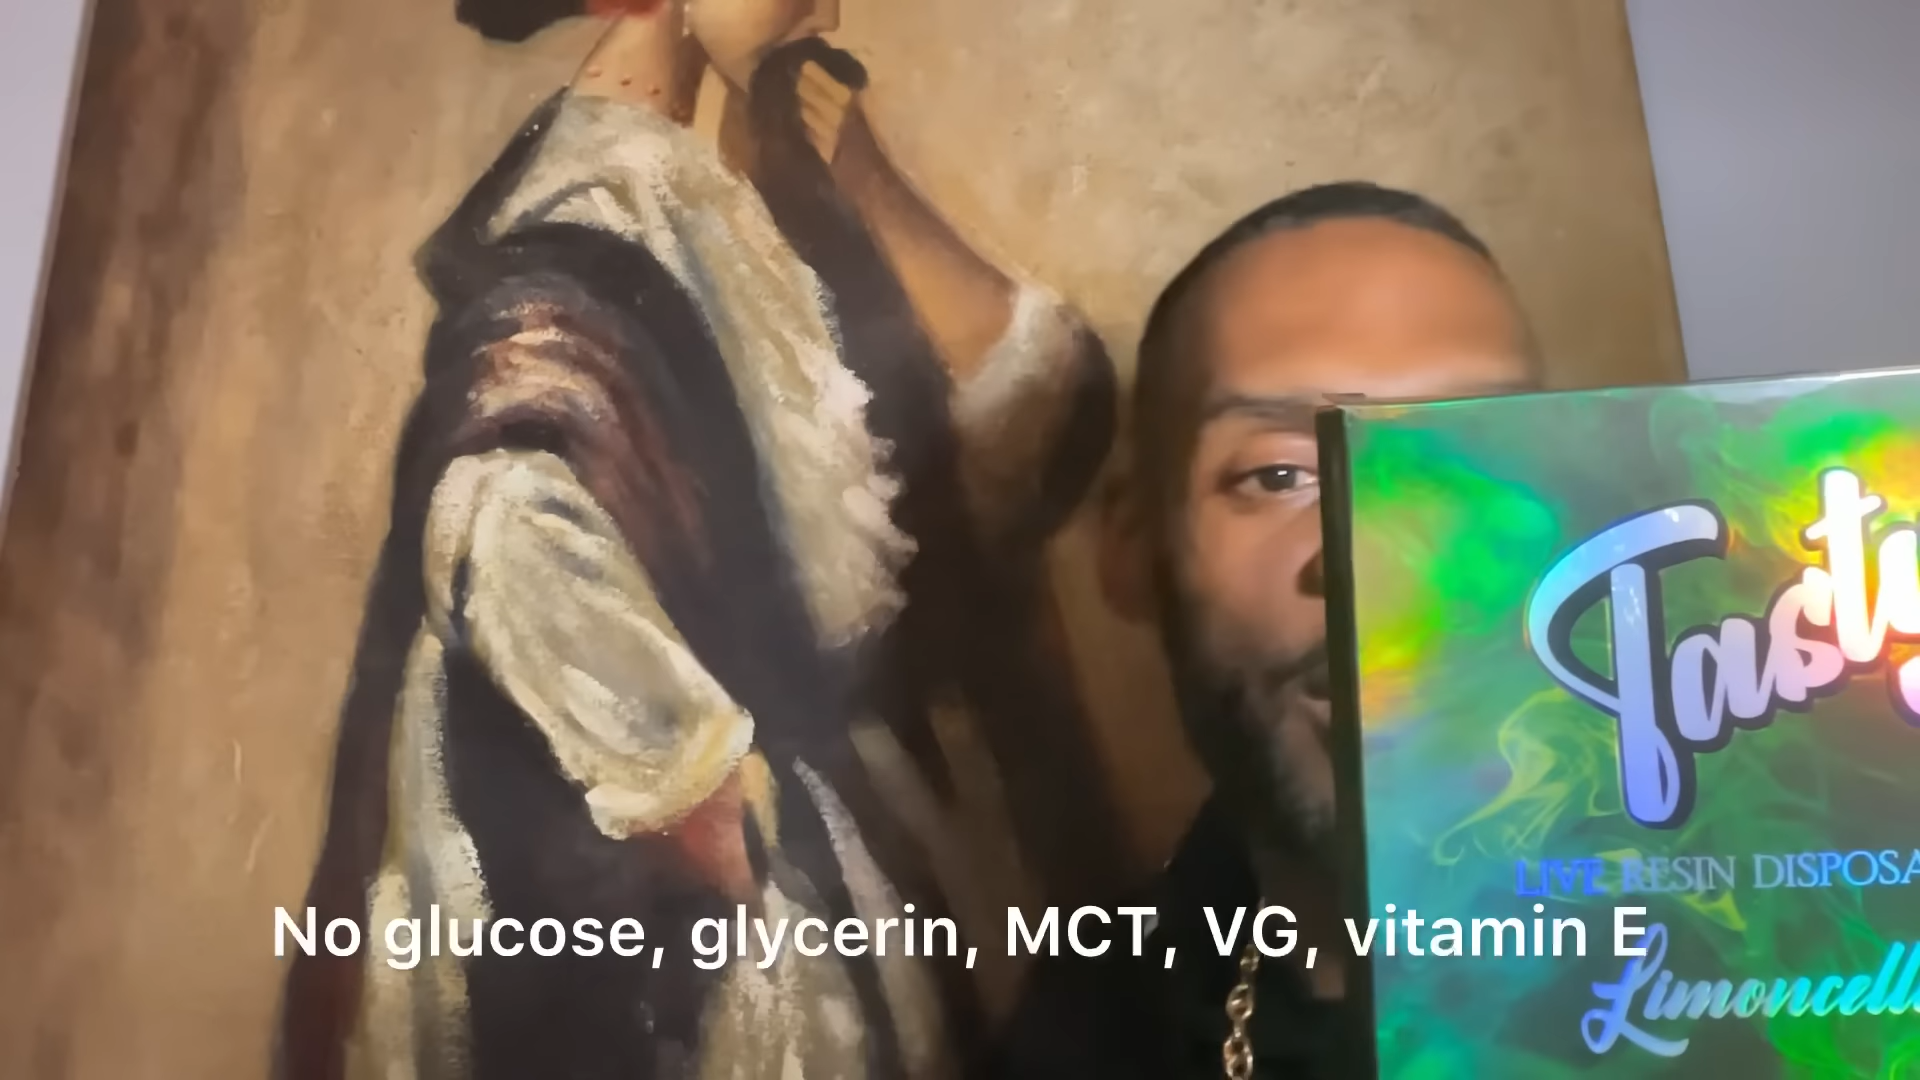 Tasty
LIVE RESIN DISPOSA
No glucose, glycerin, MCT, VG, vitamin E
Limoncell